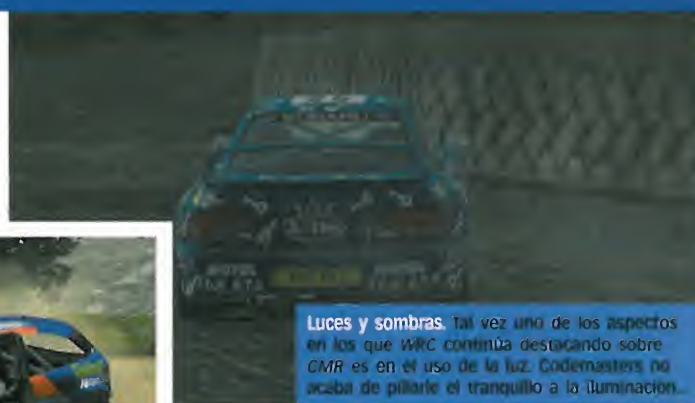 Luces y sombras. Tal vez uno de los aspectos
en los que WRC continúa destacando sobre
CMR es en el uso de la luz. Codemasters no
acaba de pillarle el tranquillo a la iluminación...